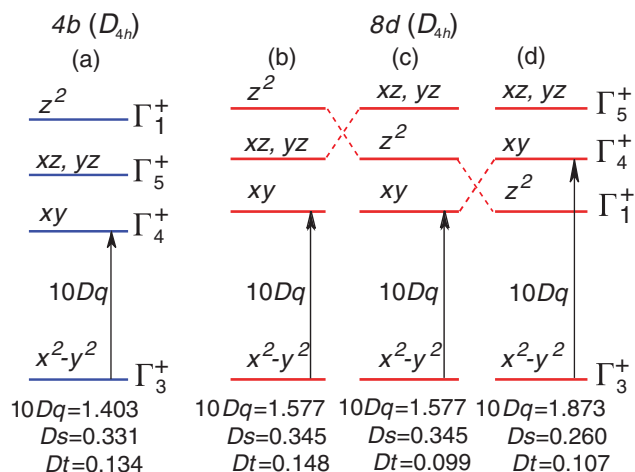 4b (D4h)
8d (D4h)
(a)
(b)
(c)
(d)
z²
Γ₁⁺
xz, yz
Γ₅⁺
xy
Γ₄⁺
10Dq
x²-y²
Γ₃⁺
10Dq=1.403
Ds=0.331
Dt=0.134
z²
xz, yz
xy
10Dq
x²-y²
10Dq=1.577
Ds=0.345
Dt=0.148
xz, yz
z²
xy
10Dq
x²-y²
10Dq=1.577
Ds=0.345
Dt=0.099
xz, yz
Γ₅⁺
xy
Γ₄⁺
z²
Γ₁⁺
10Dq
x²-y²
Γ₃⁺
10Dq=1.873
Ds=0.260
Dt=0.107